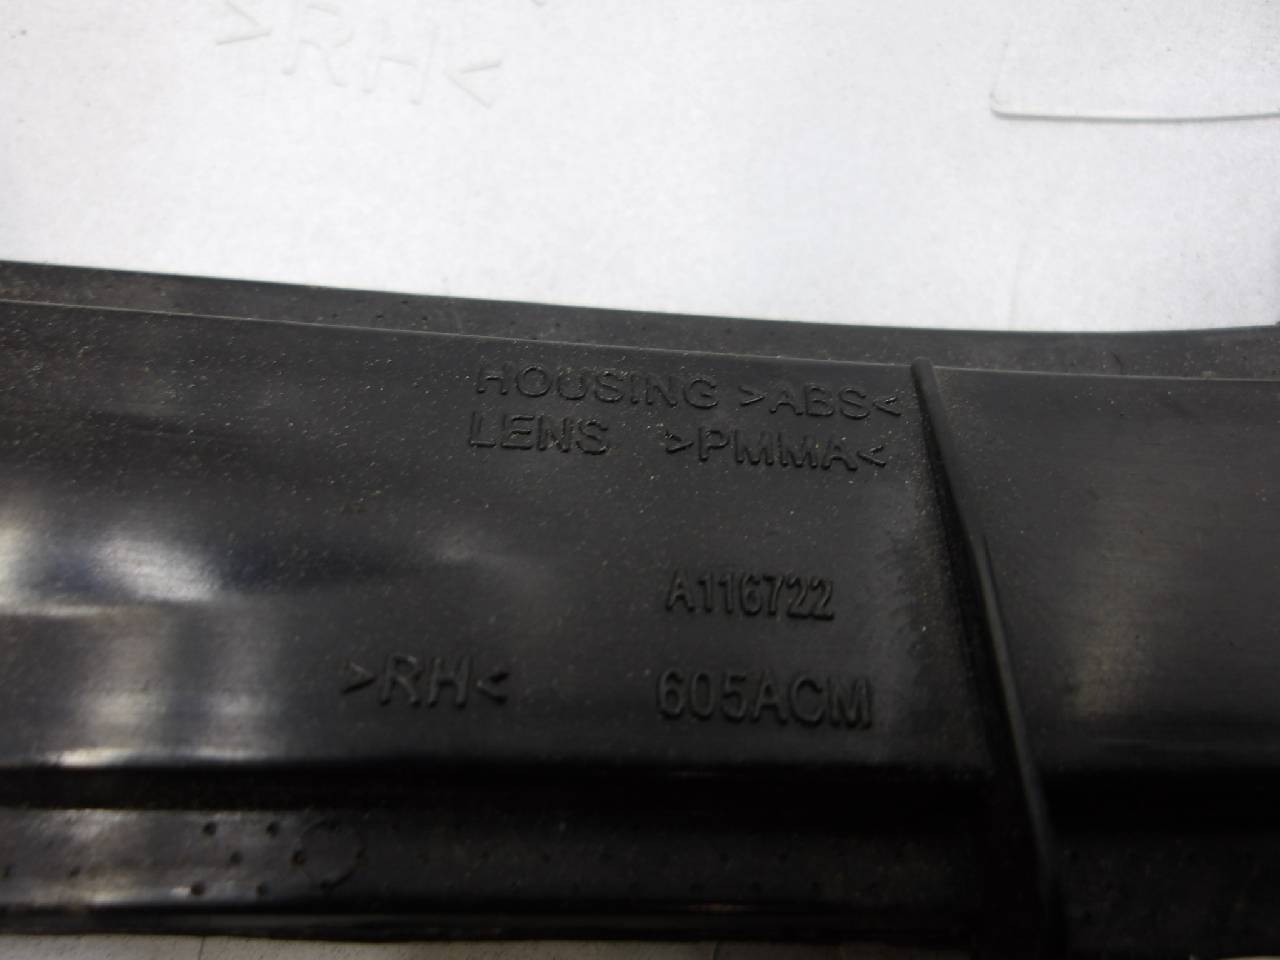 >RH<
HOUSING >ABS<
LENS >PMMA<
A116722
>RH<
605ACM